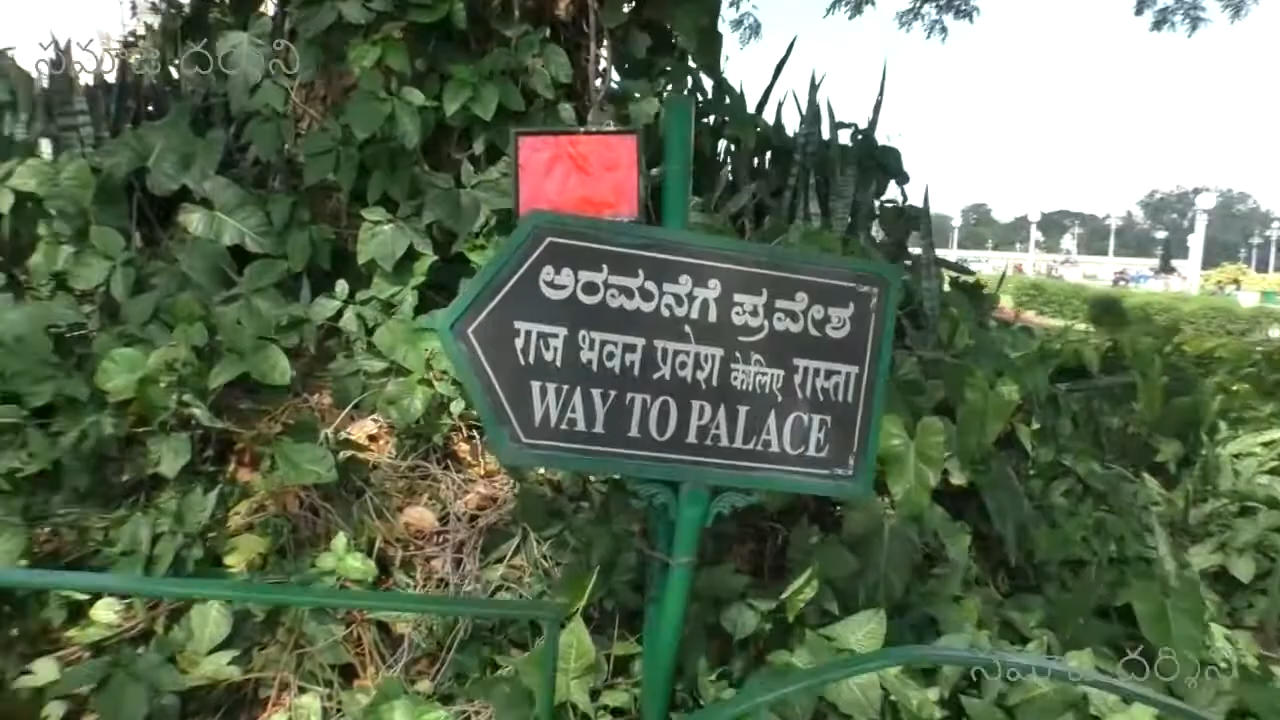 ಅರಮನೆಗೆ ಪ್ರವೇಶ
राज भवन प्रवेश केलिए रास्ता
WAY TO PALACE